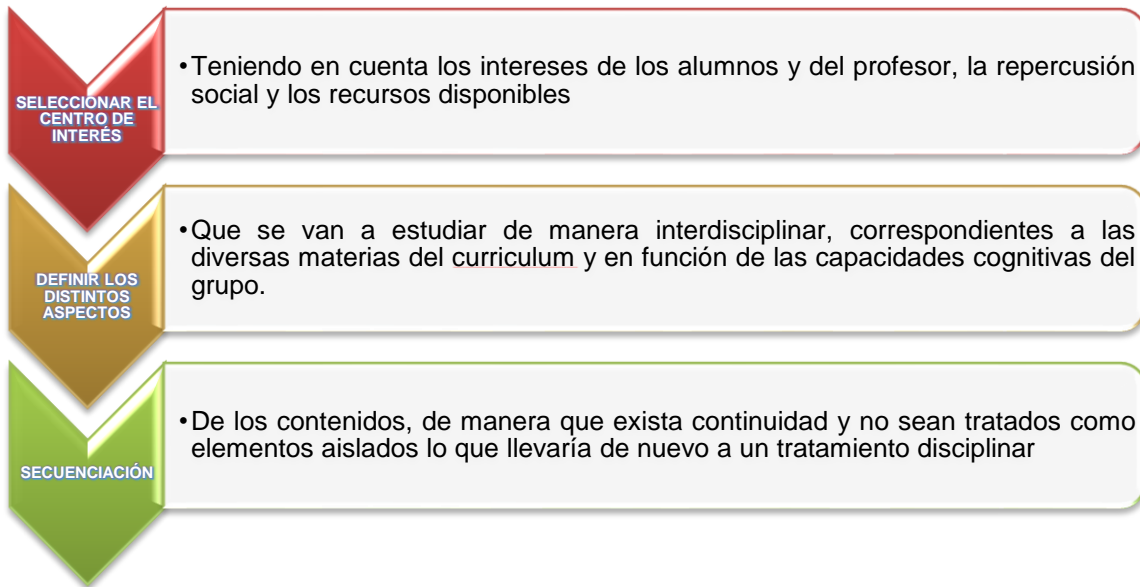 SELECCIONAR EL
CENTRO DE
INTERÉS
•Teniendo en cuenta los intereses de los alumnos y del profesor, la repercusión
social y los recursos disponibles
DEFINIR LOS
DISTINTOS
ASPECTOS
•Que se van a estudiar de manera interdisciplinar, correspondientes a las
diversas materias del curriculum y en función de las capacidades cognitivas del
grupo.
SECUENCIACIÓN
•De los contenidos, de manera que exista continuidad y no sean tratados como
elementos aislados lo que llevaría de nuevo a un tratamiento disciplinar